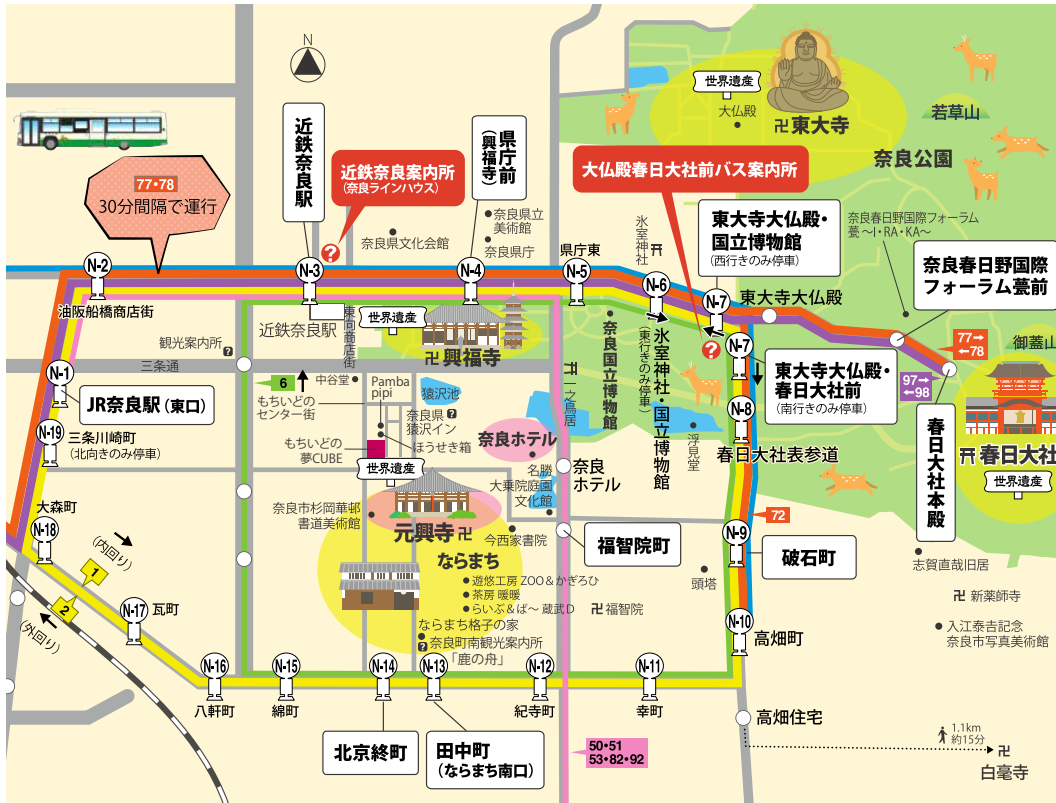 N
世界遺産
大仏殿
卍東大寺
若草山
奈良公園
近鉄奈良駅
近鉄奈良案内所
(奈良ラインハウス)
県庁前
(興福寺)
大仏殿春日大社前バス案内所
77•78
30分間隔で運行
奈良県文化会館
奈良県立
美術館
奈良県庁
氷室神社
東大寺大仏殿・
国立博物館
(西行きのみ停車)
奈良春日野国際フォーラム
甍 〜I・RA・KA〜
奈良春日野国際
フォーラム甍前
?
県庁東
N-2
N-3
N-4
N-5
N-6
N-7
東大寺大仏殿
油阪船橋商店街
近鉄奈良駅
東向商店街
世界遺産
卍興福寺
奈良国立博物館
氷室神社・国立博物館
(東行きのみ停車)
?
N-7
東大寺大仏殿・
春日大社前
(南行きのみ停車)
77→
←78
97→
←98
御蓋山
観光案内所?
三条通
N-1
JR奈良駅(東口)
6
中谷堂
もちいどの
センター街
Pamba
pipi
猿沢池
奈良県?
猿沢イン
ほうせき箱
もちいどの
夢CUBE
一之鳥居
N-8
浮見堂
春日大社表参道
春日大社本殿
春日大社
世界遺産
N-19
三条川崎町
(北向きのみ停車)
奈良ホテル
名勝
大乗院庭園
文化館
奈良
ホテル
世界遺産
元興寺卍
奈良市杉岡華邨
書道美術館
今西家書院
福智院町
72
N-9
破石町
志賀直哉旧居
大森町
N-18
(内回り)
1
2
(外回り)
N-17
瓦町
ならまち
遊悠工房 ZOO&かぎろひ
茶房 暖暖
らいぶ&ば〜 蔵武D
卍福智院
頭塔
ならまち格子の家
?奈良町南観光案内所
「鹿の舟」
N-10
高畑町
卍新薬師寺
入江泰𠮷記念
奈良市写真美術館
N-16
八軒町
N-15
綿町
N-14
N-13
N-12
紀寺町
N-11
幸町
高畑住宅
北京終町
田中町
(ならまち南口)
50•51
53•82•92
1.1km
約15分
卍
白毫寺